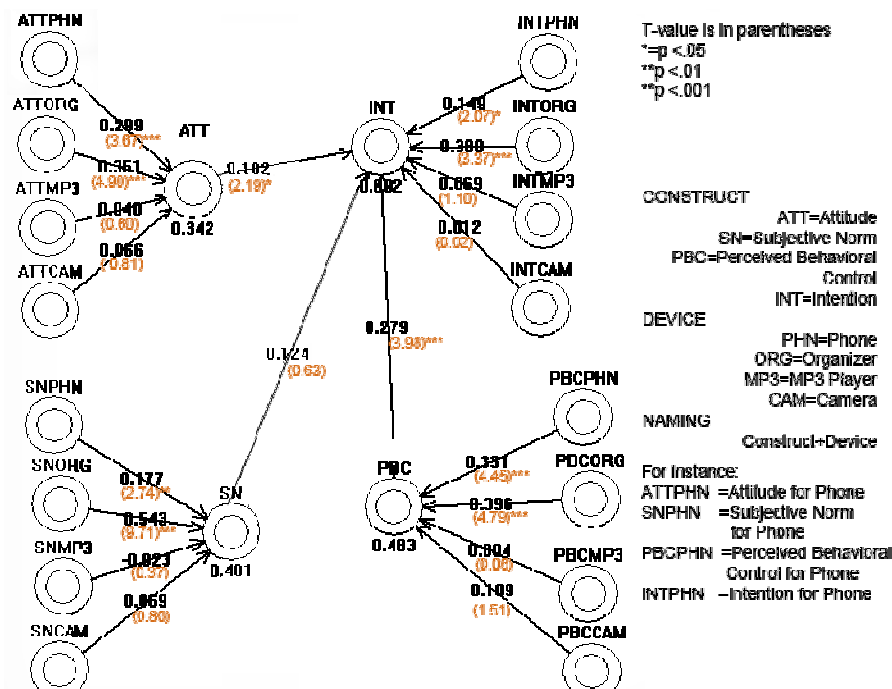 ATTPHN
ATTORG
ATTMP3
ATTCAM
0.299
(3.67)***
0.351
(4.90)***
0.040
(0.60)
0.066
(0.81)
ATT
0.342
(2.19)*
INT
INTPHN
INTORG
INTMP3
INTCAM
0.149
(2.07)*
(3.37)***
0.069
(1.10)
0.012
(0.02)
0.279
(3.98)***
0.124
(0.63)
SNPHN
SNMP3
SNCAM
0.177
(2.74)**
0.543
(9.71)***
-0.023
(0.37)
0.069
(0.80)
SN
0.401
PBC
PBCPHN
PBCMP3
PBCCAM
0.331
(4.45)***
0.396
(4.79)***
0.004
(0.06)
0.109
(1.51)
T-value is in parentheses
*=p <.05
**p <.01
**p <.001
CONSTRUCT
ATT=Attitude
SN=Subjective Norm
PBC=Perceived Behavioral
Control
INT=Intention
DEVICE
PHN=Phone
ORG=Organizer
MP3=MP3 Player
CAM=Camera
NAMING
Construct+Device
For Instance:
ATTPHN =Attitude for Phone
SNPHN =Subjective Norm
for Phone
PBCPHN =Perceived Behavioral
Control for Phone
INTPHN =Intention for Phone